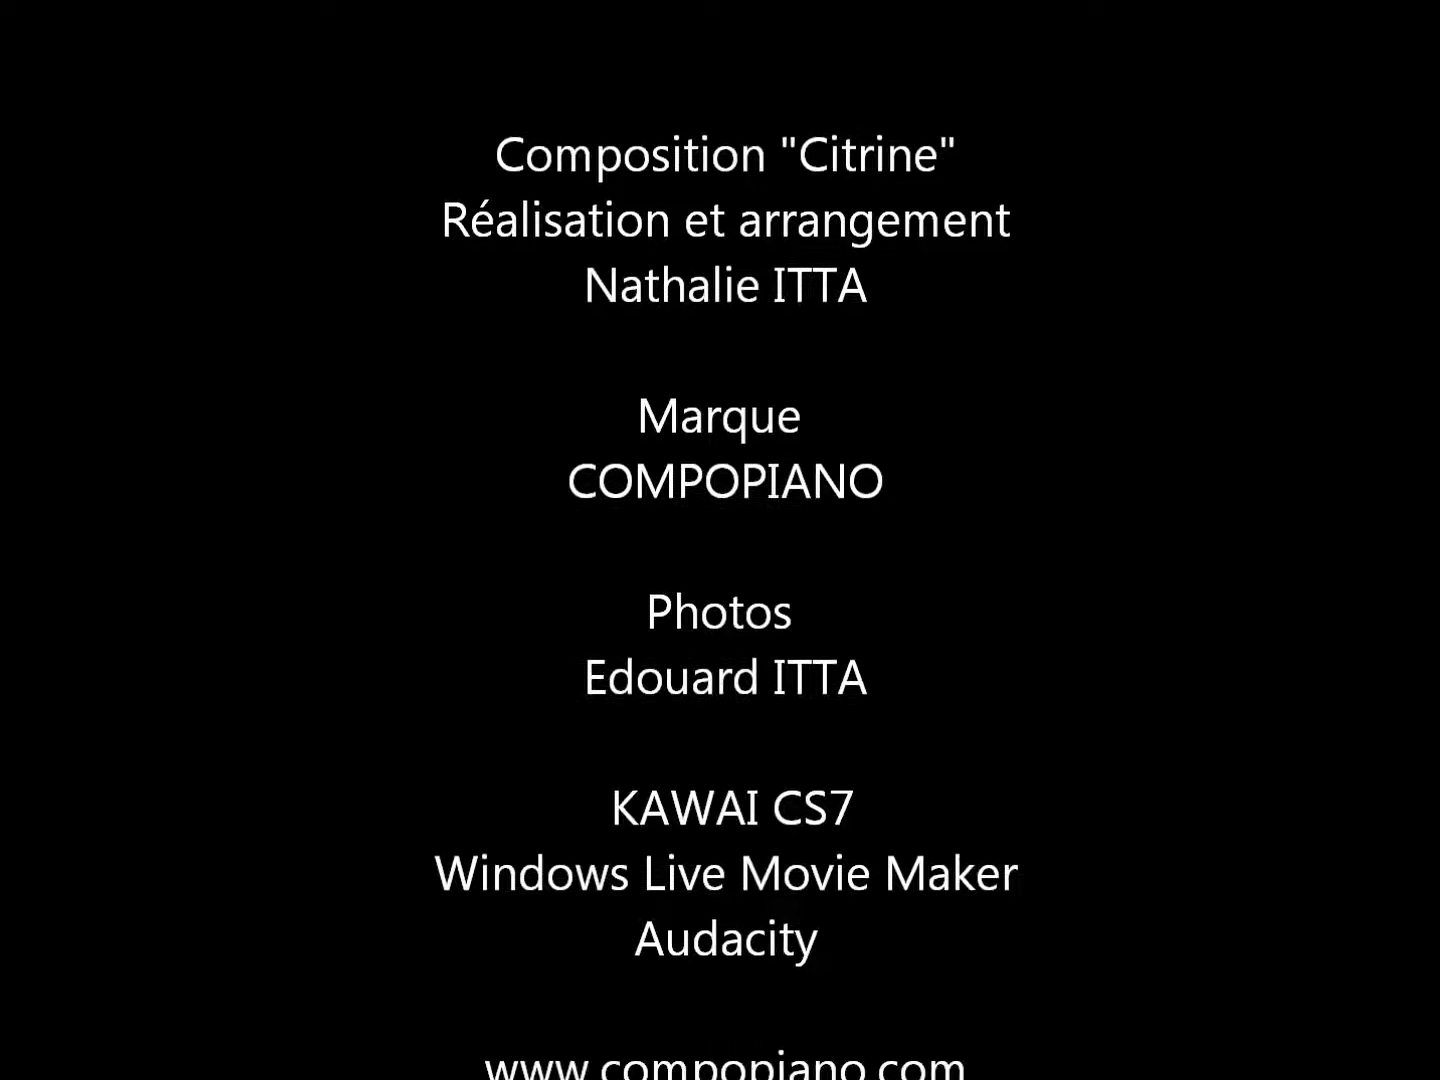 Composition "Citrine"
Réalisation et arrangement
Nathalie ITTA
Marque
COMPOPIANO
Photos
Edouard ITTA
KAWAI CS7
Windows Live Movie Maker
Audacity
www.compopiano.com